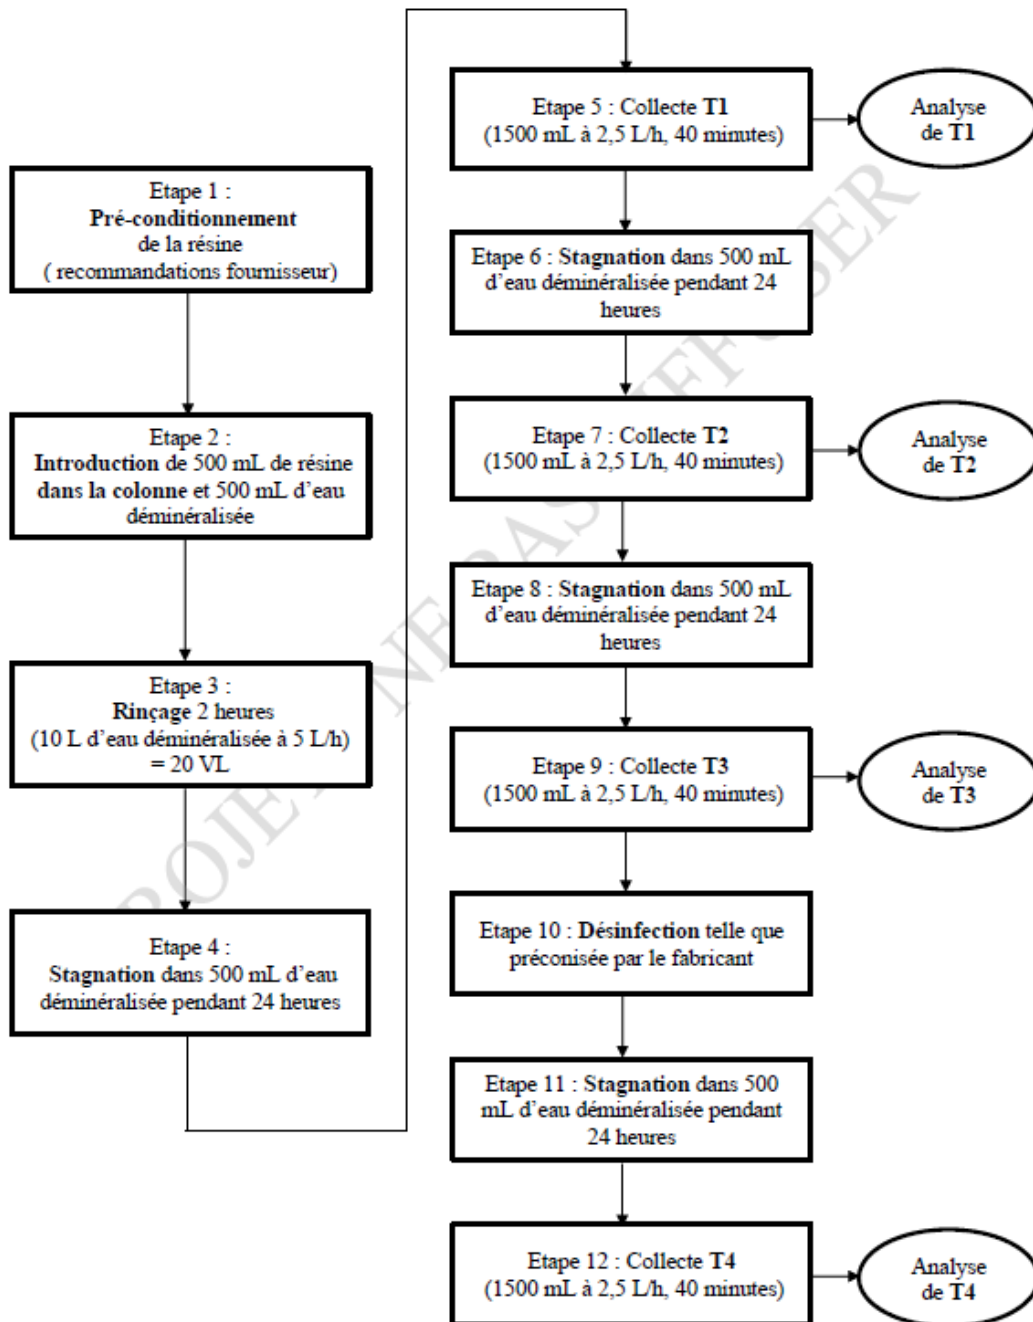 Etape 1 :
Pré-conditionnement
de la résine
( recommandations fournisseur)
Etape 2 :
Introduction de 500 mL de résine
dans la colonne et 500 mL d'eau
déminéralisée
Etape 3 :
Rinçage 2 heures
(10 L d'eau déminéralisée à 5 L/h)
= 20 VL
Etape 4 :
Stagnation dans 500 mL d'eau
déminéralisée pendant 24 heures
Etape 5 : Collecte T1
(1500 mL à 2,5 L/h, 40 minutes)
Analyse
de T1
Etape 6 : Stagnation dans 500 mL
d'eau déminéralisée pendant 24
heures
Etape 7 : Collecte T2
(1500 mL à 2,5 L/h, 40 minutes)
Analyse
de T2
Etape 8 : Stagnation dans 500 mL
d'eau déminéralisée pendant 24
heures
Etape 9 : Collecte T3
(1500 mL à 2,5 L/h, 40 minutes)
Analyse
de T3
Etape 10 : Désinfection telle que
préconisée par le fabricant
Etape 11 : Stagnation dans 500
mL d'eau déminéralisée pendant
24 heures
Etape 12 : Collecte T4
(1500 mL à 2,5 L/h, 40 minutes)
Analyse
de T4